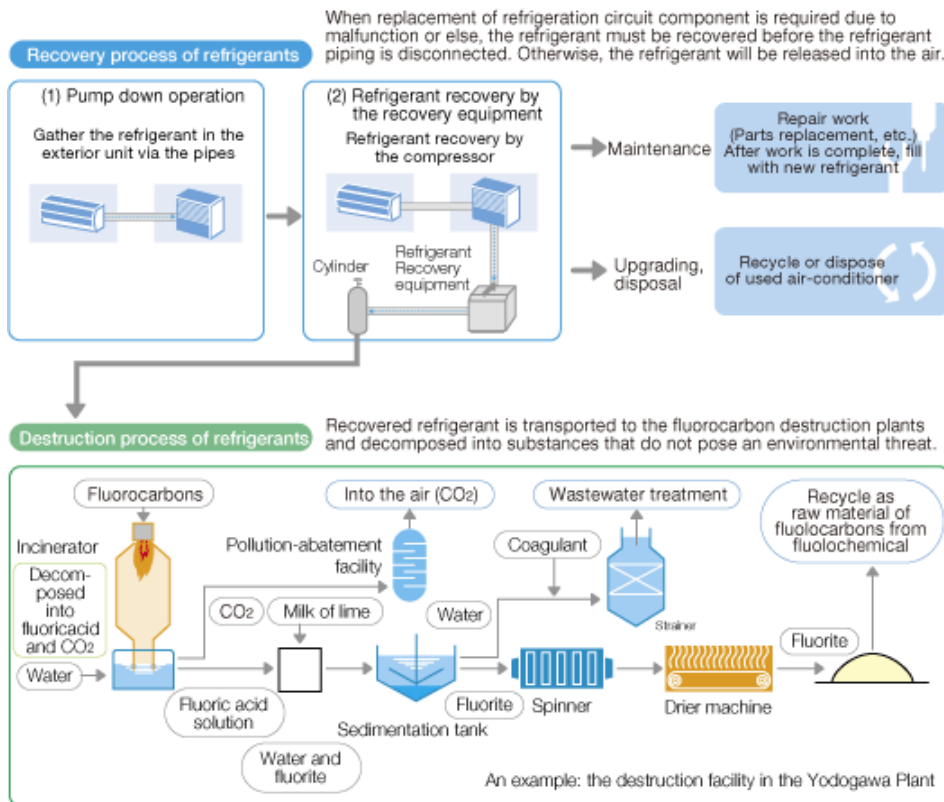 When replacement of refrigeration circuit component is required due to
malfunction or else, the refrigerant must be recovered before the refrigerant
piping is disconnected. Otherwise, the refrigerant will be released into the air.
Recovery process of refrigerants
(1) Pump down operation
Gather the refrigerant in the
exterior unit via the pipes
(2) Refrigerant recovery by
the recovery equipment
Refrigerant recovery by
the compressor
Cylinder
Refrigerant
Recovery
equipment
Maintenance
Repair work
(Parts replacement, etc.)
After work is complete, fill
with new refrigerant
Upgrading,
disposal
Recycle or dispose
of used air-conditioner
Destruction process of refrigerants
Recovered refrigerant is transported to the fluorocarbon destruction plants
and decomposed into substances that do not pose an environmental threat.
Fluorocarbons
Incinerator
Decom-
posed
into
fluoricacid
and CO2
Water
Into the air (CO2)
Pollution-abatement
facility
CO2
Milk of lime
Fluoric acid
solution
Water and
fluorite
Sedimentation tank
Water
Coagulant
Wastewater treatment
Strainer
Fluorite
Spinner
Drier machine
Fluorite
Recycle as
raw material of
fluolocarbons from
fluolochemical
An example: the destruction facility in the Yodogawa Plant